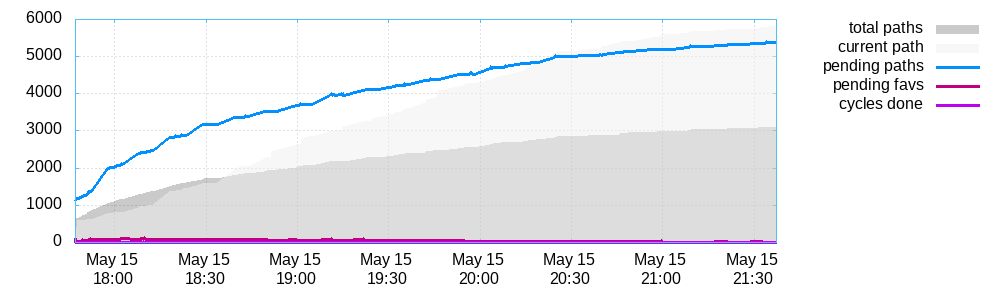 6000
5000
4000
3000
2000
1000
0
May 15 May 15 May 15 May 15 May 15 May 15 May 15 May 15
18:00 18:30 19:00 19:30 20:00 20:30 21:00 21:30
total paths
current path
pending paths
pending favs
cycles done